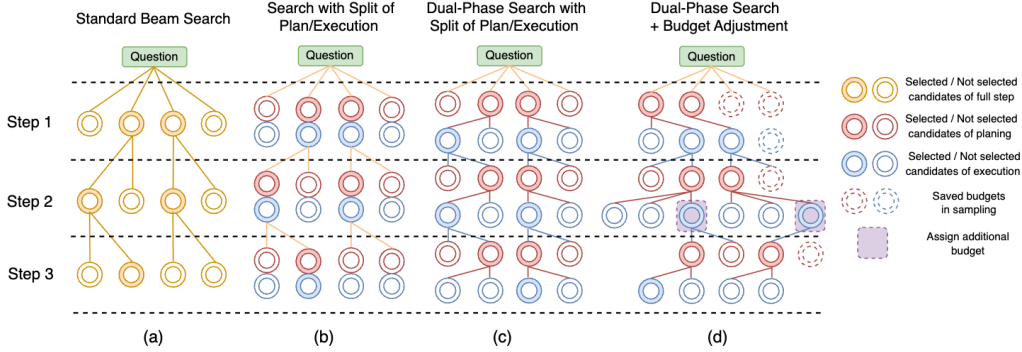 Standard Beam Search
Search with Split of
Plan/Execution
Dual-Phase Search with
Split of Plan/Execution
Dual-Phase Search
+ Budget Adjustment
Question
Question
Question
Question
Step 1
Step 2
Step 3
Selected / Not selected
candidates of full step
Selected / Not selected
candidates of planing
Selected / Not selected
candidates of execution
Saved budgets
in sampling
Assign additional
budget
(a)
(b)
(c)
(d)